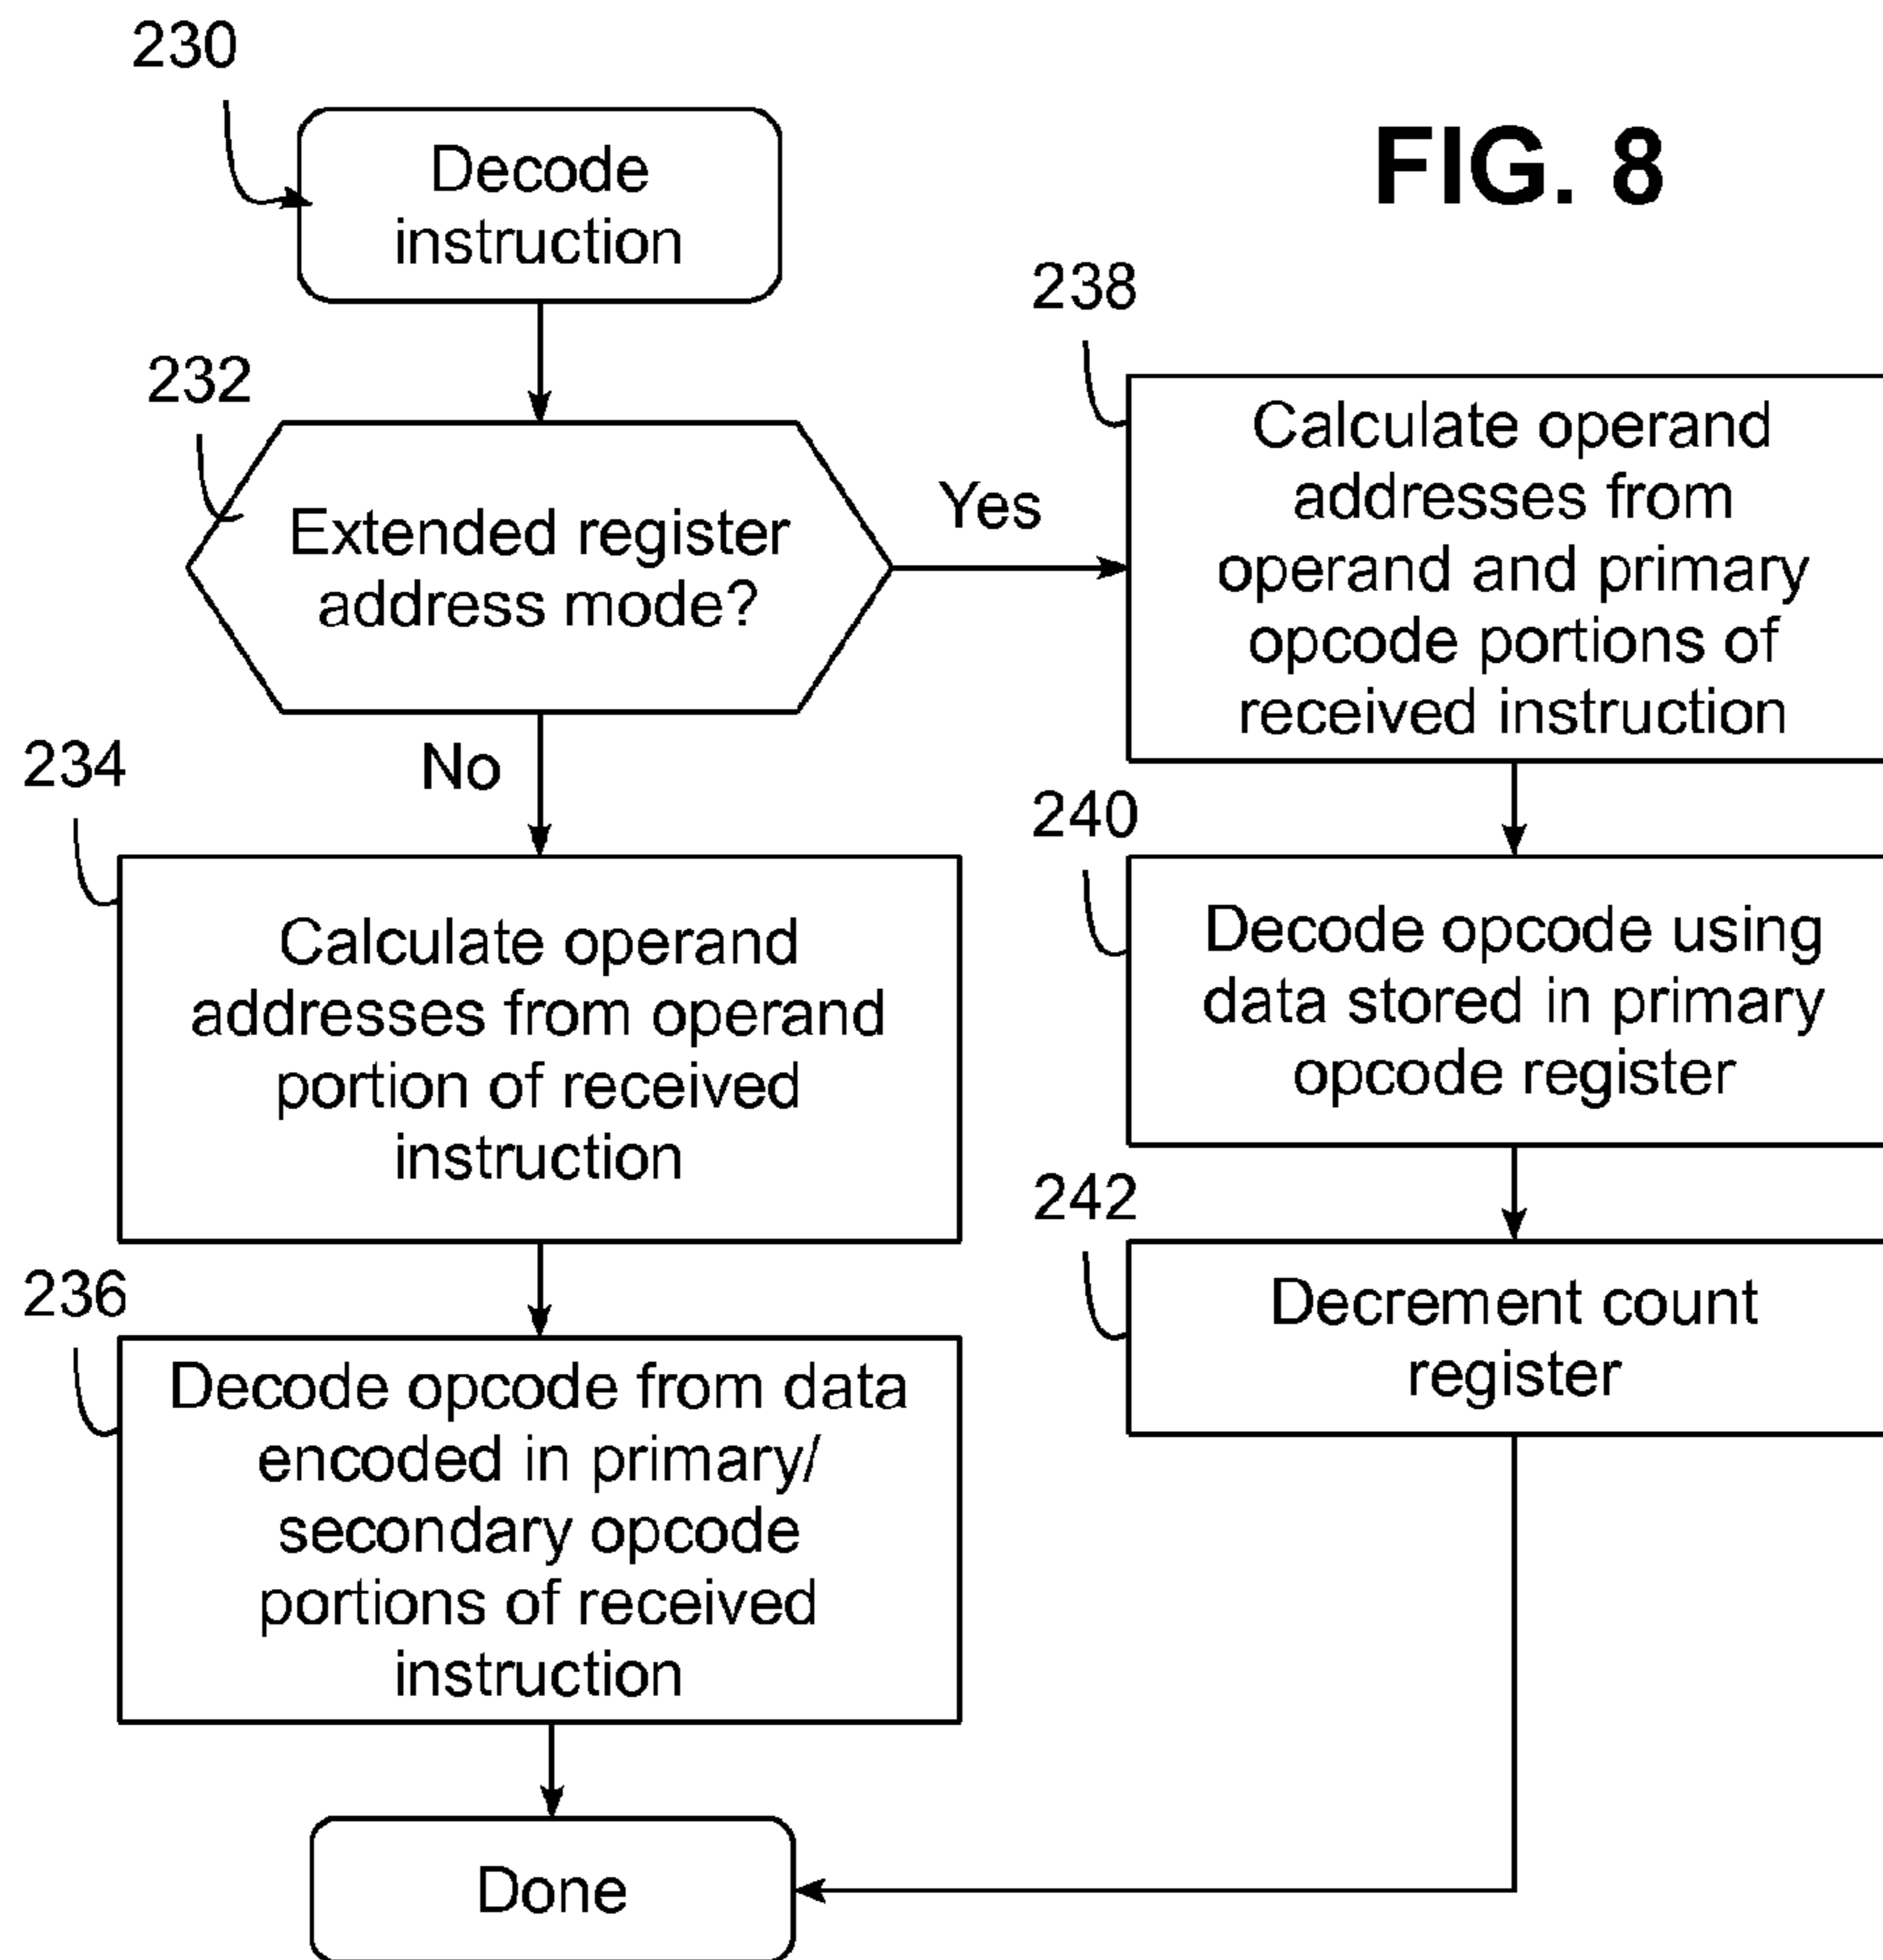 230
Decode
instruction
FIG. 8
232
Extended register
address mode?
Yes
No
234
Calculate operand
addresses from operand
portion of received
instruction
236
Decode opcode from data
encoded in primary/
secondary opcode
portions of received
instruction
238
Calculate operand
addresses from
operand and primary
opcode portions of
received instruction
240
Decode opcode using
data stored in primary
opcode register
242
Decrement count
register
Done